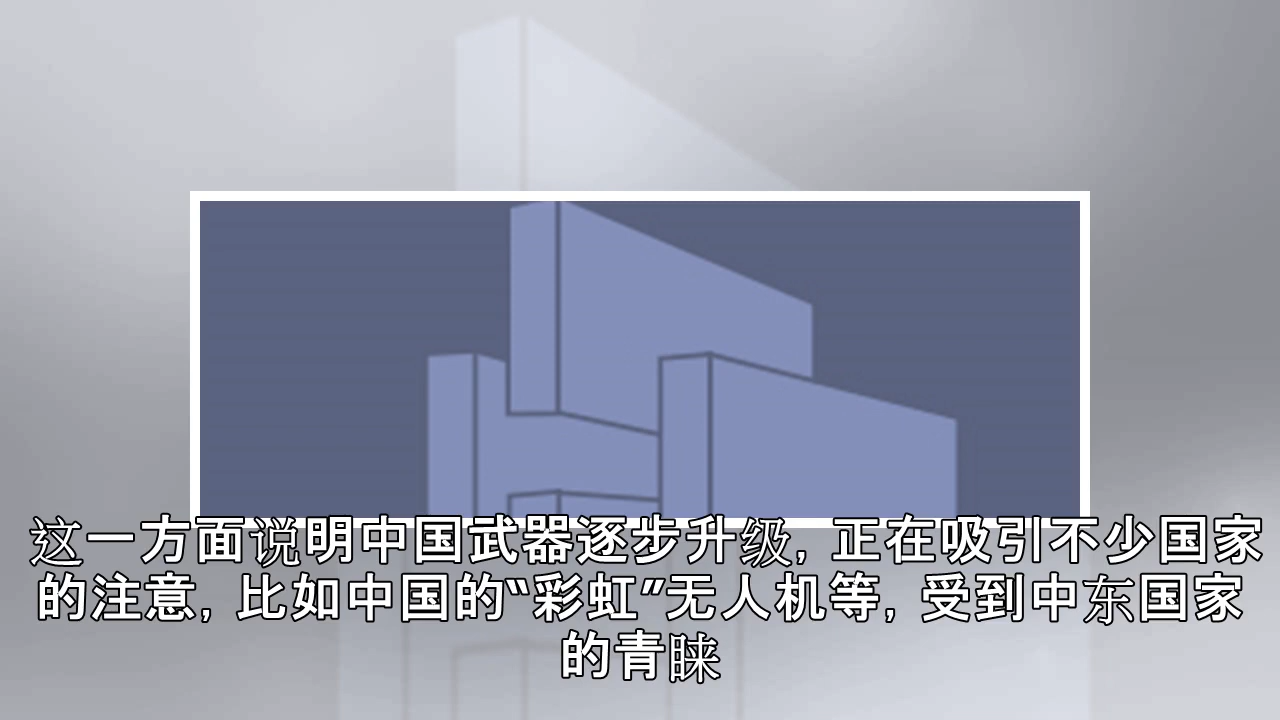 这一方面说明中国武器逐步升级，正在吸引不少国家
的注意，比如中国的“彩虹”无人机等，受到中东国家
的青睐